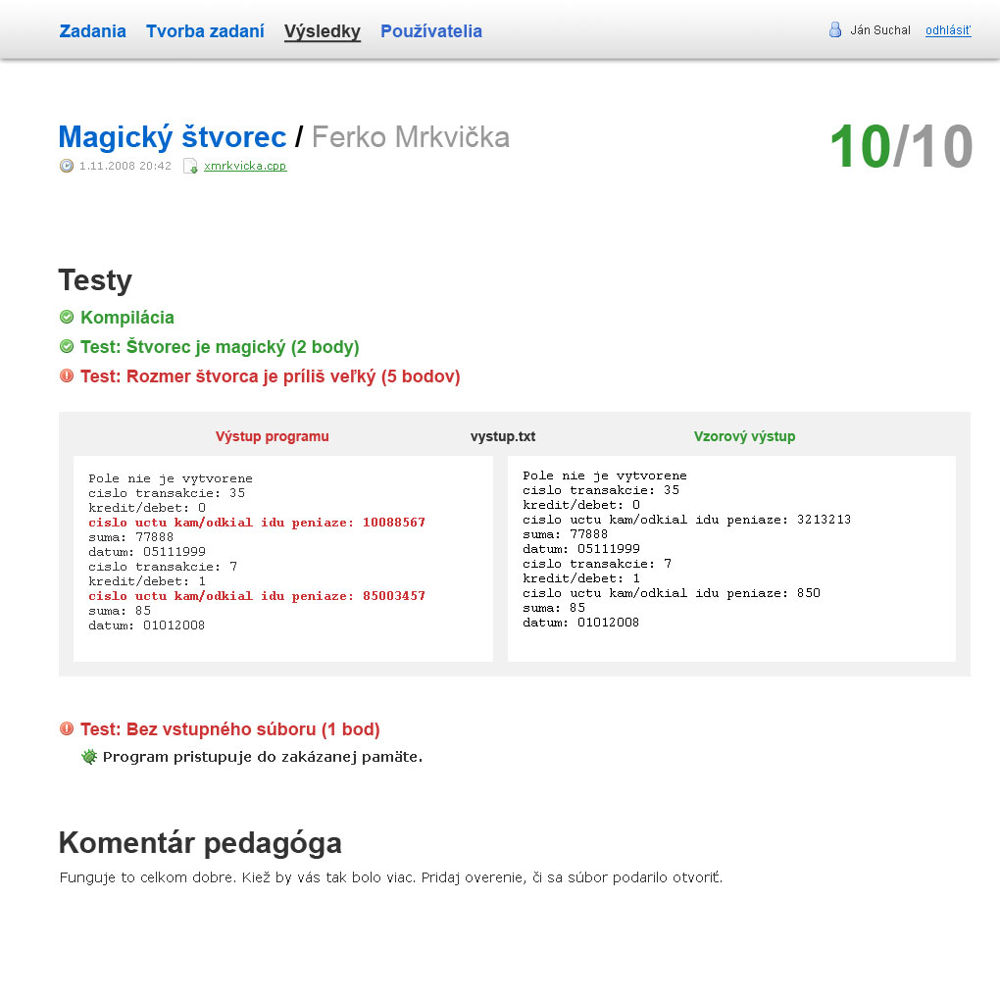 Zadania Tvorba zadaní Výsledky Používatelia Ján Suchal odhlásiť
Magický štvorec / Ferko Mrkvička 10/10
1.11.2008 20:42 xmrkvicka.cpp
Testy
Kompilácia
Test: Štvorec je magický (2 body)
Test: Rozmer štvorca je príliš veľký (5 bodov)
Výstup programu vystup.txt Vzorový výstup
Pole nie je vytvorene
cislo transakcie: 35
kredit/debet: 0
cislo uctu kam/odkial idu peniaze: 10088567
suma: 77888
datum: 05111999
cislo transakcie: 7
kredit/debet: 1
cislo uctu kam/odkial idu peniaze: 85003457
suma: 85
datum: 01012008
Pole nie je vytvorene
cislo transakcie: 35
kredit/debet: 0
cislo uctu kam/odkial idu peniaze: 3213213
suma: 77888
datum: 05111999
cislo transakcie: 7
kredit/debet: 1
cislo uctu kam/odkial idu peniaze: 850
suma: 85
datum: 01012008
Test: Bez vstupného súboru (1 bod)
Program pristupuje do zakázanej pamäte.
Komentár pedagóga
Funguje to celkom dobre. Kiež by vás tak bolo viac. Pridaj overenie, či sa súbor podarilo otvoriť.